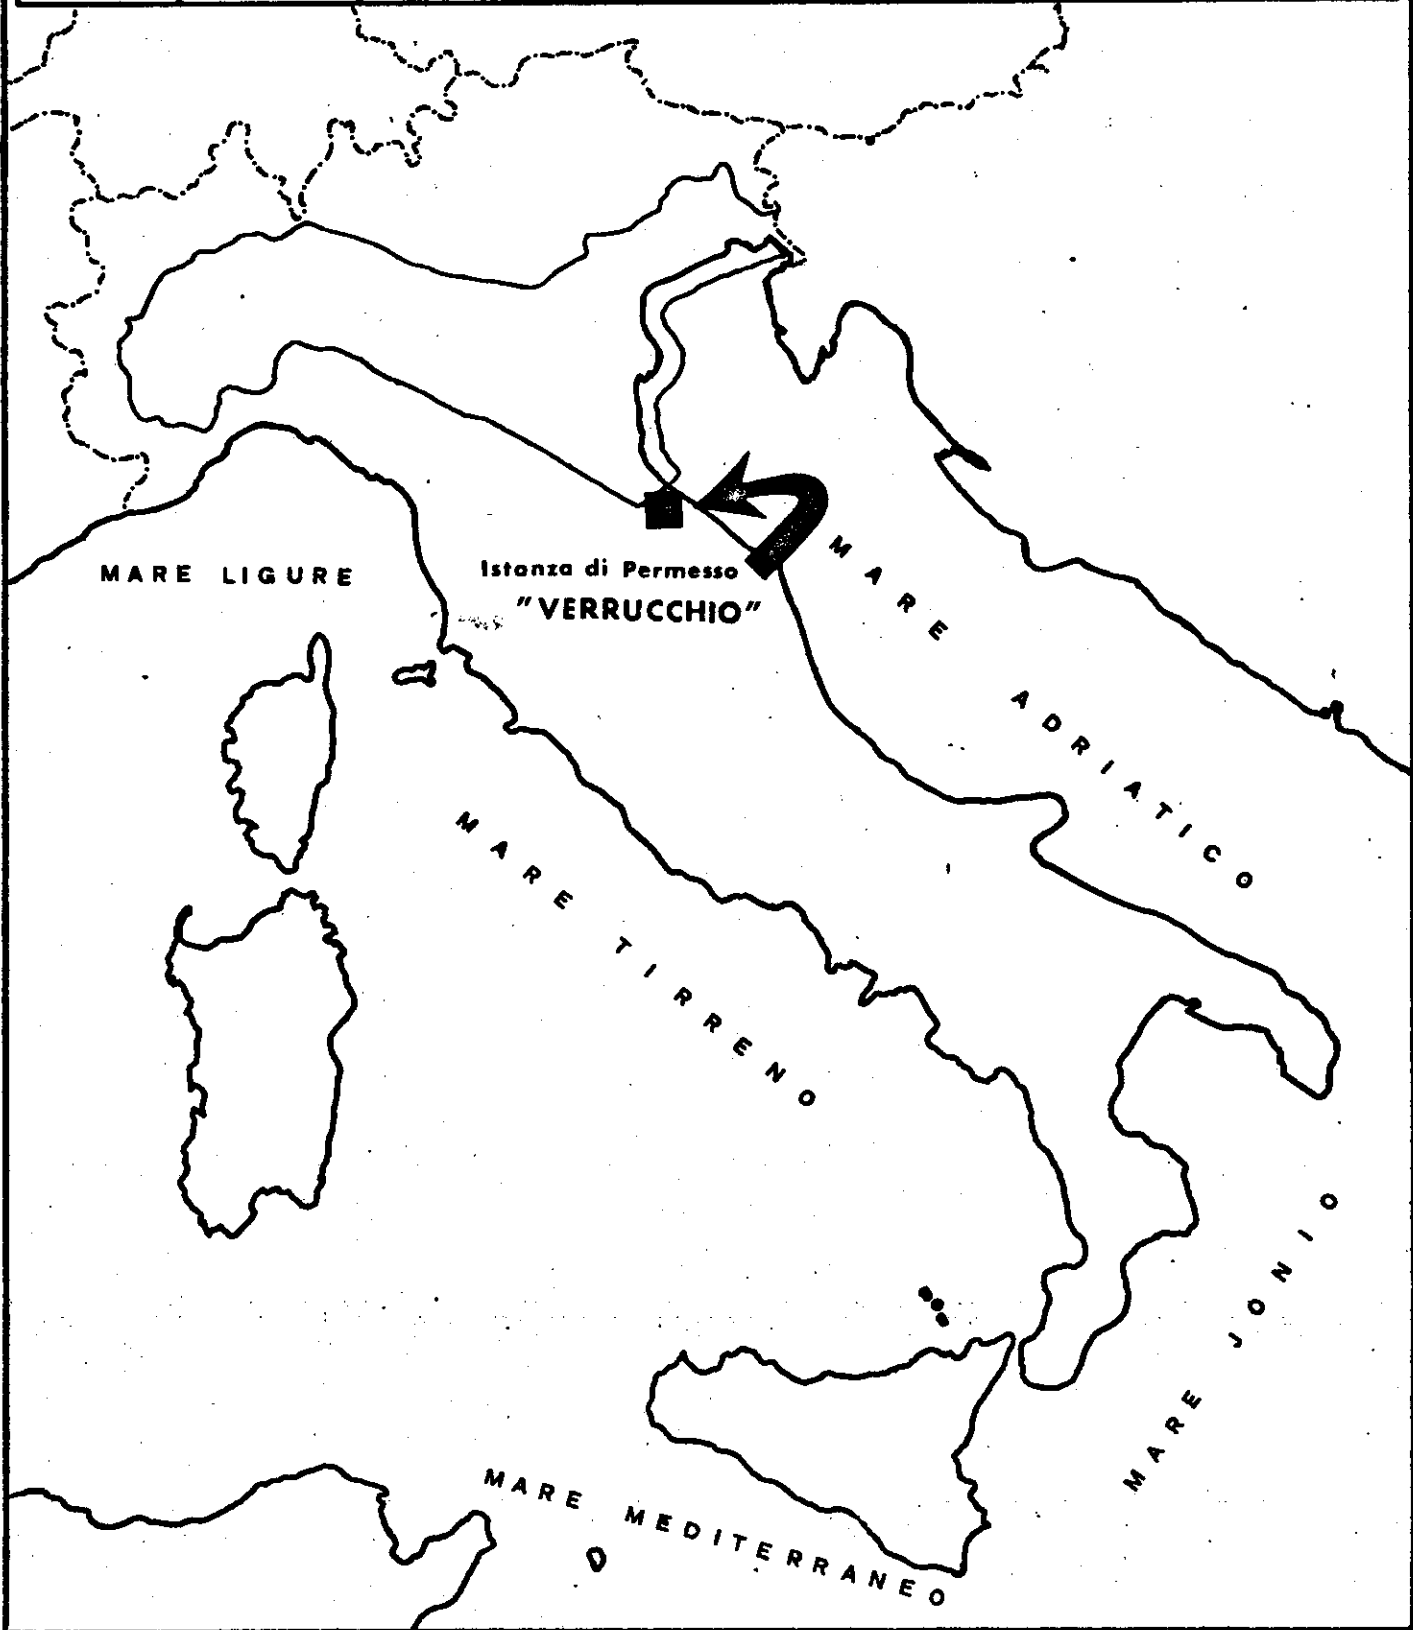 MARE LIGURE
Istanza di Permesso
"VERRUCCHIO"
MARE ADRIATICO
MARE TIRRENO
MARE JONIO
MARE MEDITERRANEO